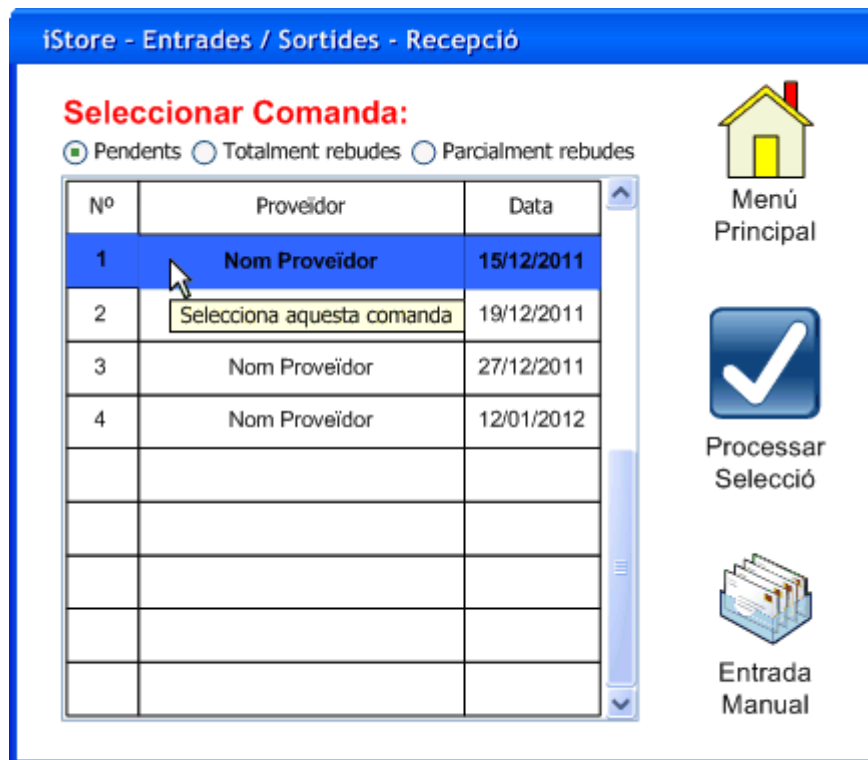 iStore - Entrades / Sortides - Recepció
Seleccionar Comanda:
Pendents Totalment rebudes Parcialment rebudes
Nº Proveïdor Data
1 Nom Proveïdor 15/12/2011
2 Selecciona aquesta comanda 19/12/2011
3 Nom Proveïdor 27/12/2011
4 Nom Proveïdor 12/01/2012
Menú
Principal
Processar
Selecció
Entrada
Manual